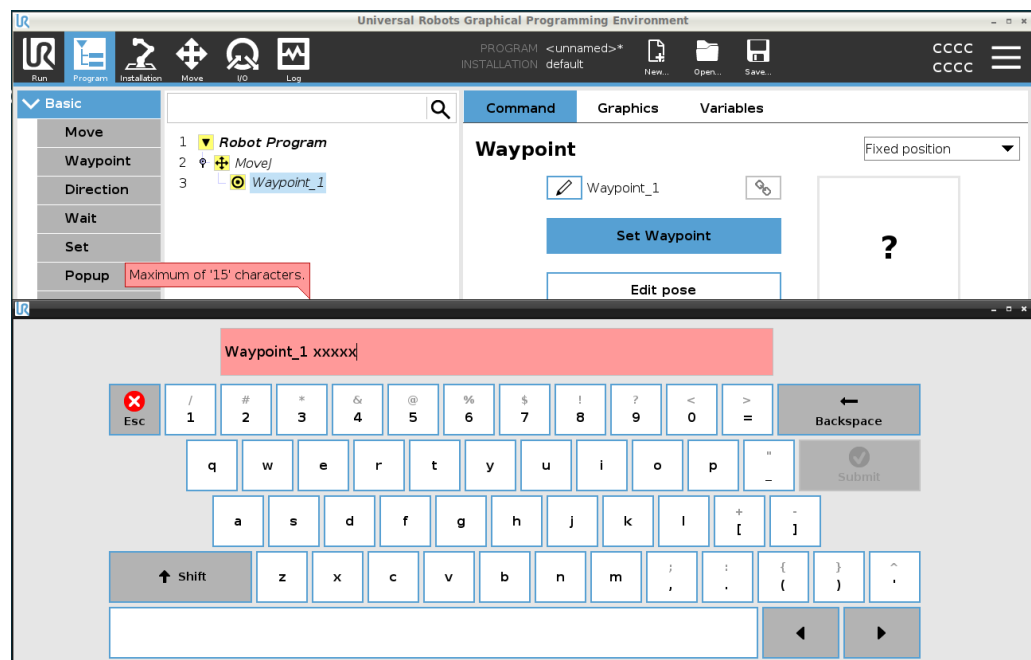 UR Universal Robots Graphical Programming Environment
UR
Run Program Installation Move I/O Log
PROGRAM <unnamed>*
INSTALLATION default
New... Open... Save...
CCCC
CCCC
Basic
Move
Waypoint
Direction
Wait
Set
Popup
1 Robot Program
2 MoveJ
3 Waypoint_1
Command Graphics Variables
Waypoint
Fixed position
Waypoint_1
Set Waypoint
?
Edit pose
Maximum of '15' characters.
UR
Waypoint_1 xxxxx
Esc
/ # * & @ % $ ! ? < >
1 2 3 4 5 6 7 8 9 0 =
Backspace
q w e r t y u i o p " _
Submit
a s d f g h j k l + [ - ]
Shift z x c v b n m ; , : . { ( } ) ^ '